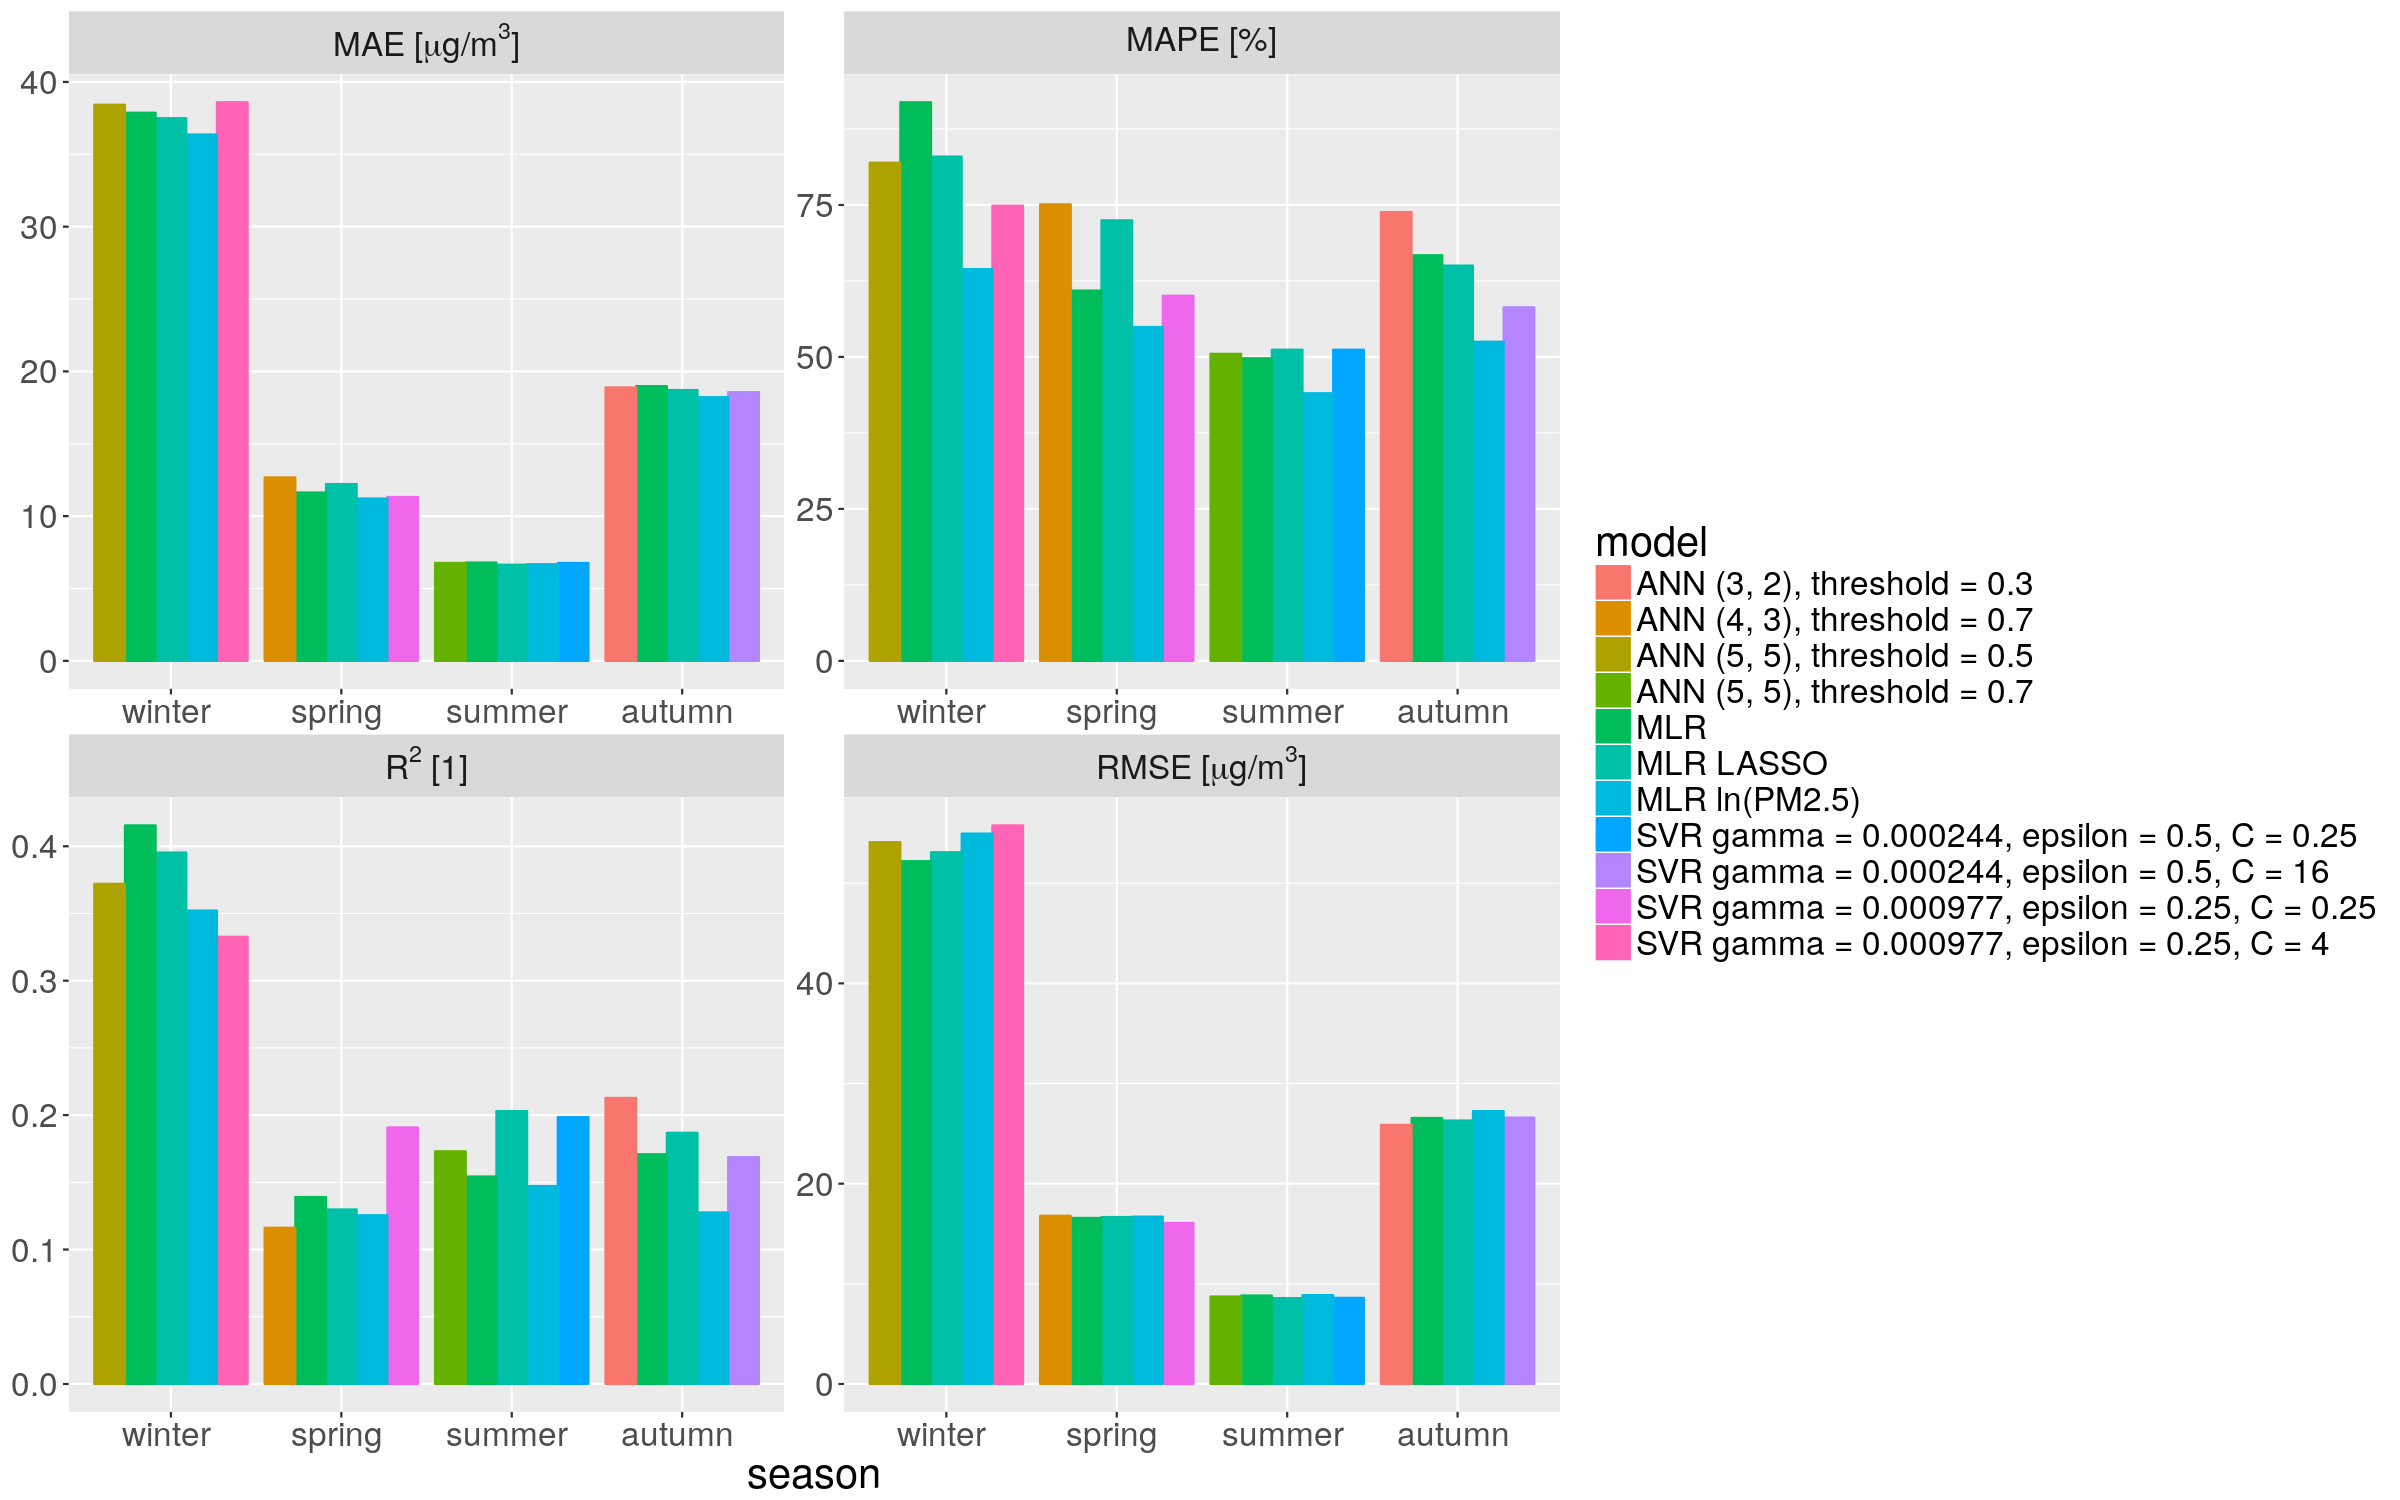 MAE [μg/m³]
40
30
20
10
0
winter spring summer autumn
MAPE [%]
75
50
25
0
winter spring summer autumn
R² [1]
0.4
0.3
0.2
0.1
0.0
winter spring summer autumn
RMSE [μg/m³]
40
20
0
winter spring summer autumn
season
model
ANN (3, 2), threshold = 0.3
ANN (4, 3), threshold = 0.7
ANN (5, 5), threshold = 0.5
ANN (5, 5), threshold = 0.7
MLR
MLR LASSO
MLR ln(PM2.5)
SVR gamma = 0.000244, epsilon = 0.5, C = 0.25
SVR gamma = 0.000244, epsilon = 0.5, C = 16
SVR gamma = 0.000977, epsilon = 0.25, C = 0.25
SVR gamma = 0.000977, epsilon = 0.25, C = 4